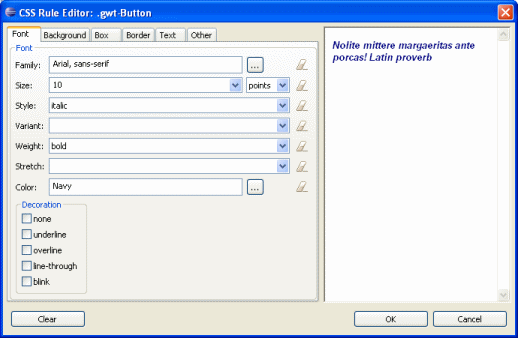 CSS Rule Editor: .gwt-Button
Font Background Box Border Text Other
Font
Family: Arial, sans-serif ...
Size: 10 points
Style: italic
Variant:
Weight: bold
Stretch:
Color: Navy ...
Decoration
none
underline
overline
line-through
blink
Nolite mittere margaeritas ante
porcas! Latin proverb
Clear OK Cancel